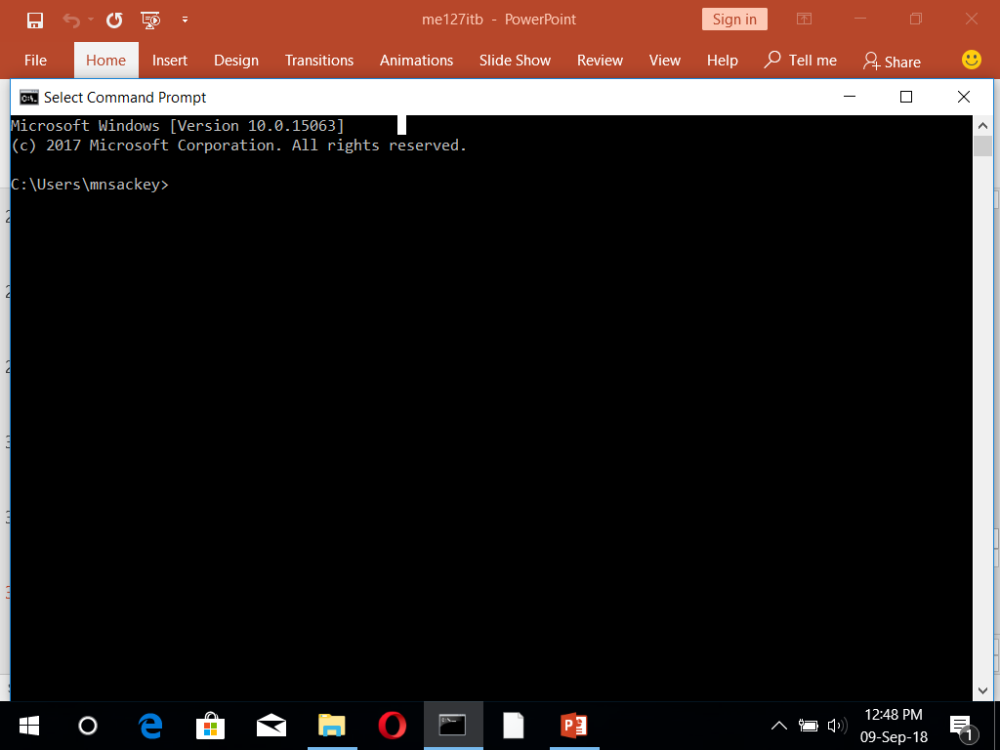 me127itb - PowerPoint
Sign in
File Home Insert Design Transitions Animations Slide Show Review View Help Tell me Share
Select Command Prompt
Microsoft Windows [Version 10.0.15063]
(c) 2017 Microsoft Corporation. All rights reserved.
C:\Users\mnsackey>
12:48 PM
09-Sep-18
1